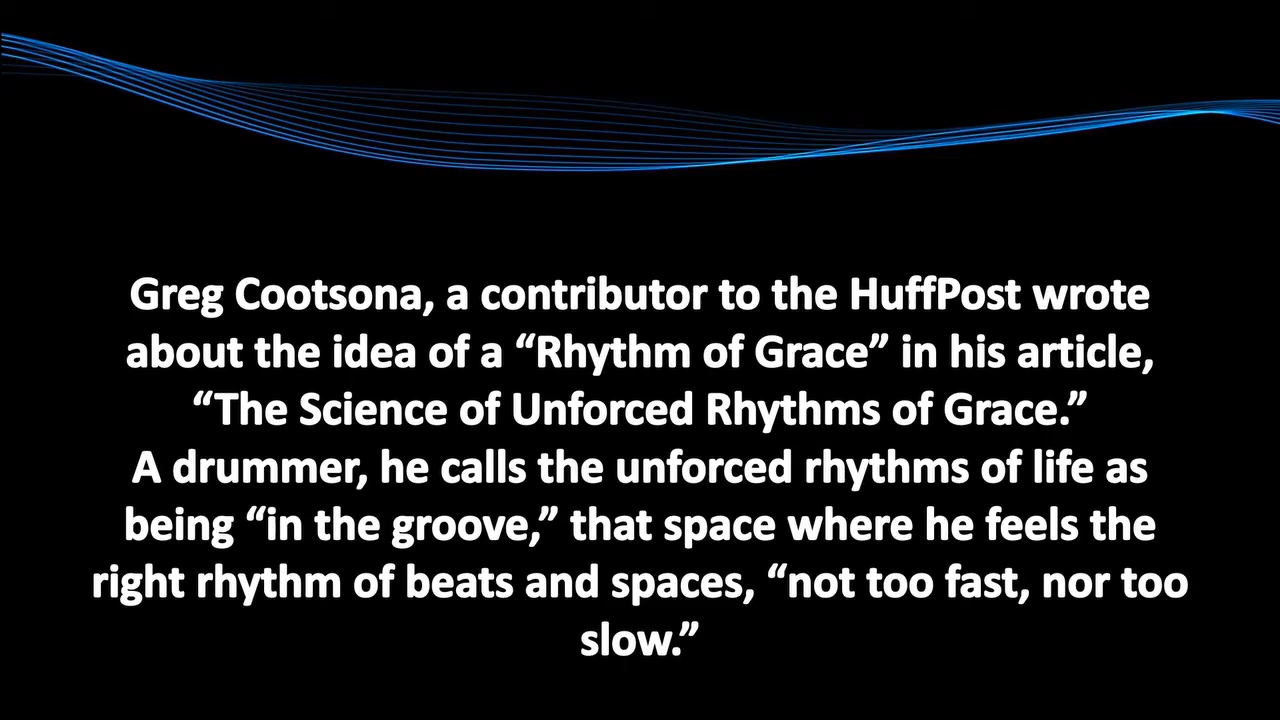 Greg Cootsona, a contributor to the HuffPost wrote
about the idea of a “Rhythm of Grace” in his article,
“The Science of Unforced Rhythms of Grace.”
A drummer, he calls the unforced rhythms of life as
being “in the groove,” that space where he feels the
right rhythm of beats and spaces, “not too fast, nor too
slow.”